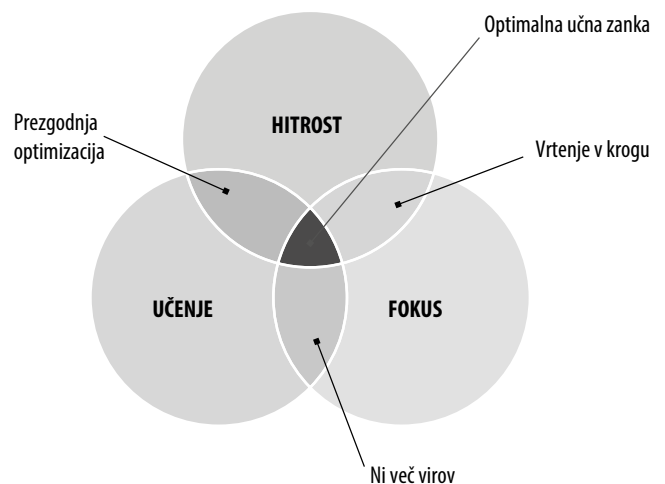 Optimalna učna zanka
HITROST
Prezgodnja
optimizacija
Vrtenje v krogu
UČENJE
FOKUS
Ni več virov